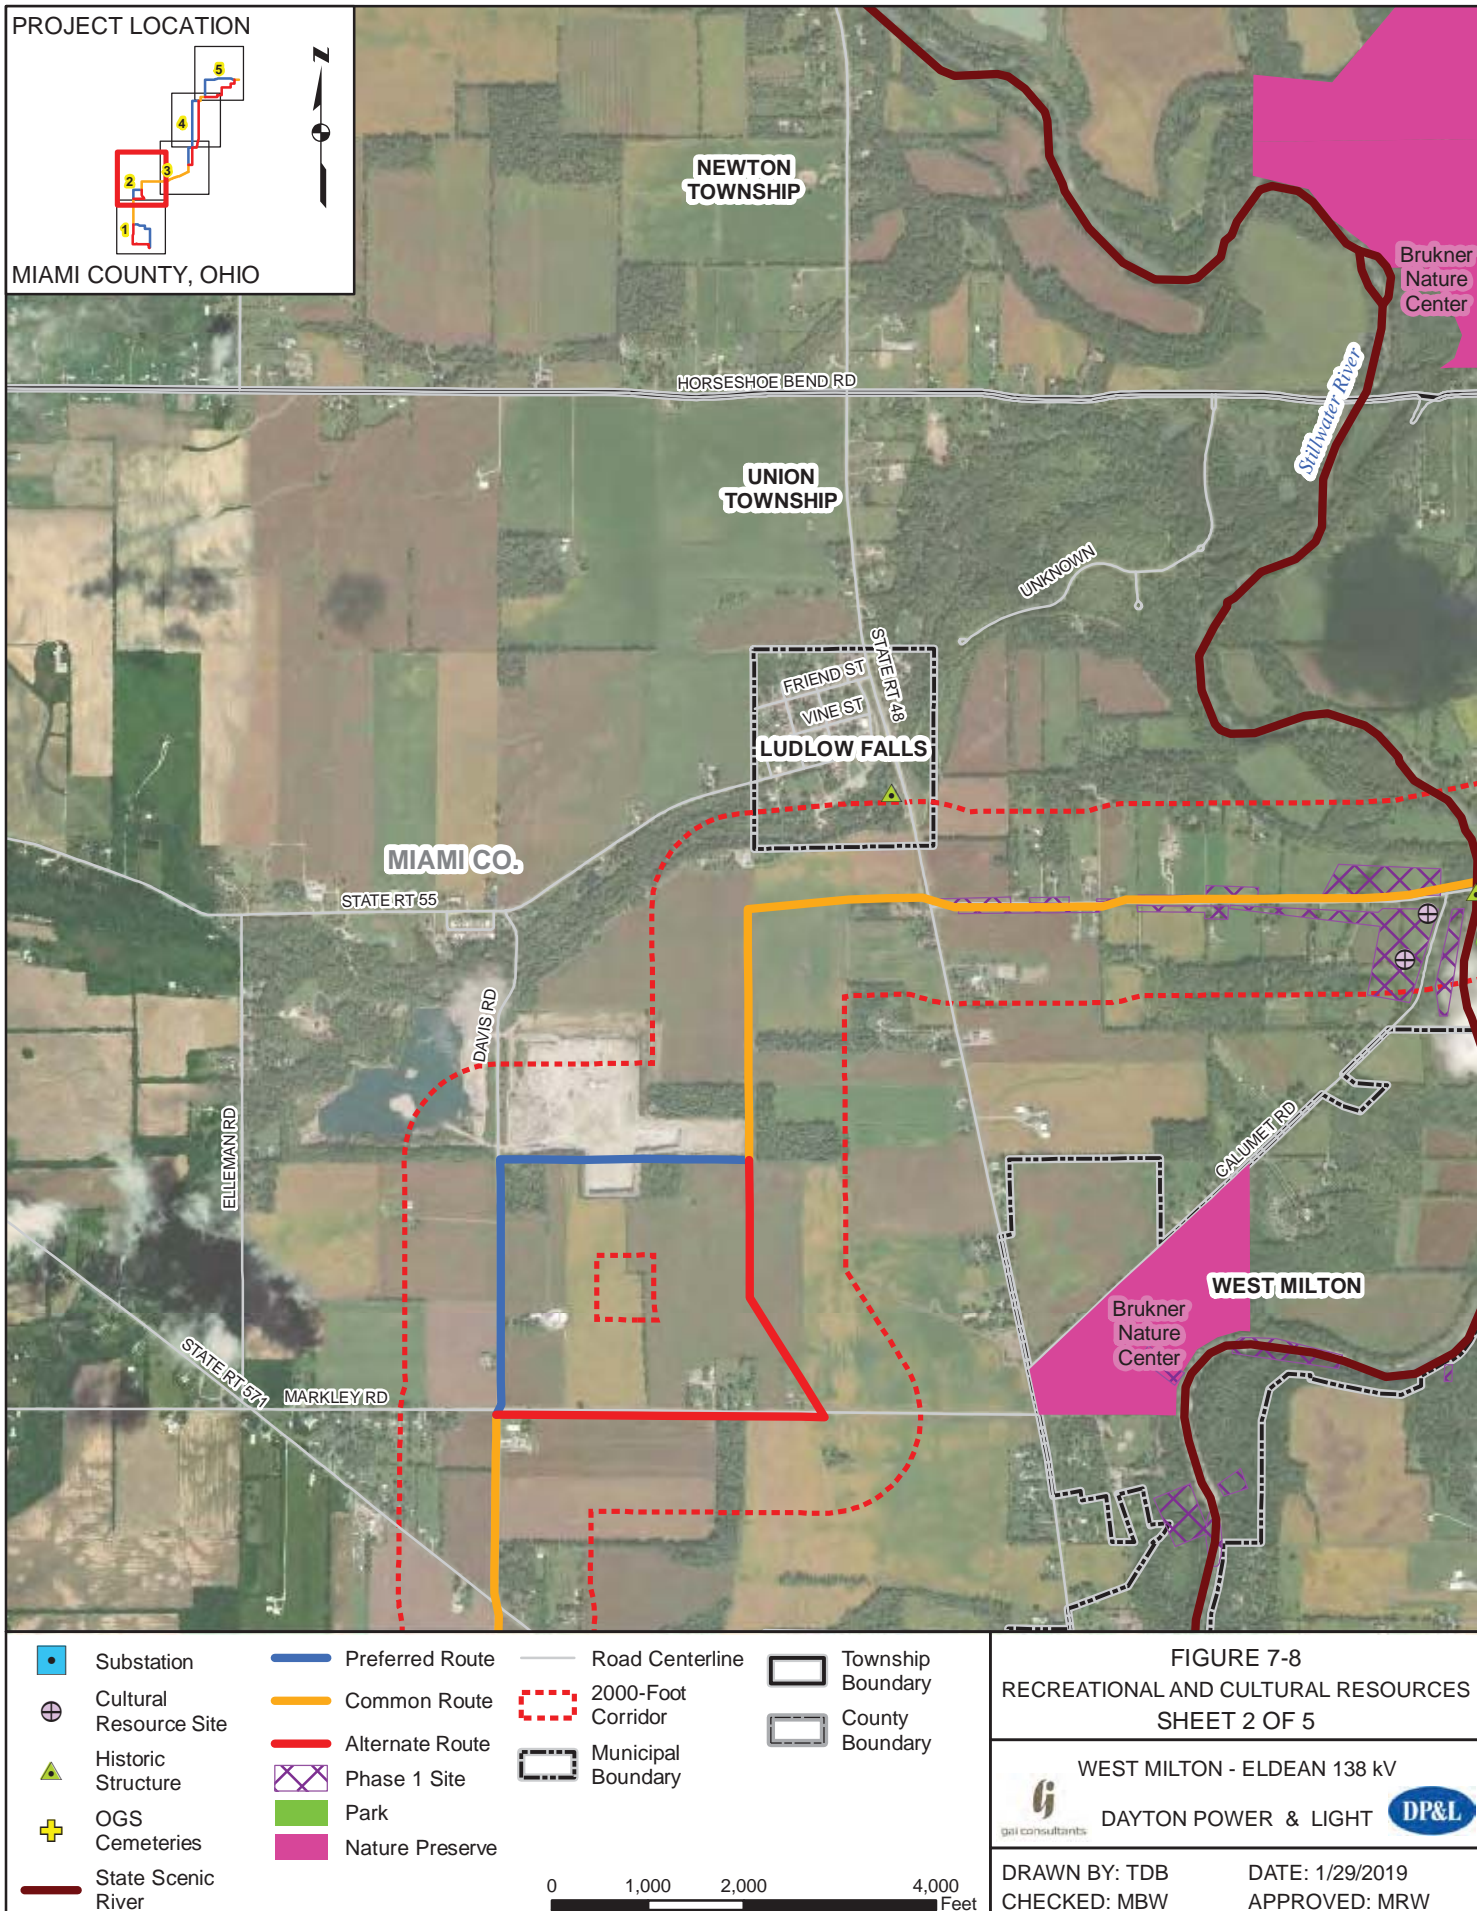 PROJECT LOCATION
N
5
4
3
2
1
MIAMI COUNTY, OHIO
NEWTON
TOWNSHIP
Brukner
Nature
Center
HORSESHOE BEND RD
Stillwater River
UNION
TOWNSHIP
UNKNOWN
STATE RT 48
FRIEND ST
VINE ST
LUDLOW FALLS
MIAMI CO.
STATE RT 55
DAVIS RD
ELLEMAN RD
CALUMET RD
WEST MILTON
Brukner
Nature
Center
STATE RT 571
MARKLEY RD
Substation
Cultural
Resource Site
Historic
Structure
OGS
Cemeteries
State Scenic
River
Preferred Route
Common Route
Alternate Route
Phase 1 Site
Park
Nature Preserve
Road Centerline
2000-Foot
Corridor
Municipal
Boundary
Township
Boundary
County
Boundary
0 1,000 2,000 4,000
Feet
FIGURE 7-8
RECREATIONAL AND CULTURAL RESOURCES
SHEET 2 OF 5
WEST MILTON - ELDEAN 138 kV
gai consultants
DAYTON POWER & LIGHT
DP&L
DRAWN BY: TDB DATE: 1/29/2019
CHECKED: MBW APPROVED: MRW